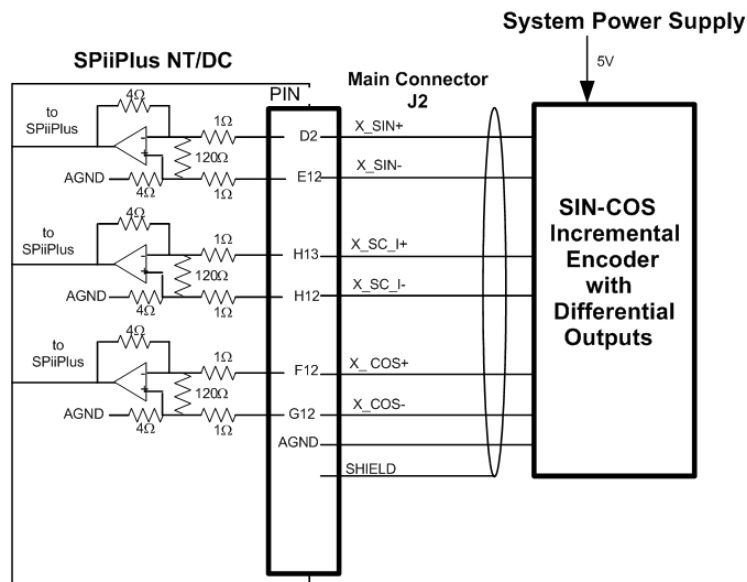 System Power Supply
SPiiPlus NT/DC
5V
Main Connector
J2
PIN
4Ω
to
SPiiPlus
1Ω
D2
X_SIN+
120Ω
AGND
4Ω
1Ω
E12
X_SIN-
4Ω
to
SPiiPlus
1Ω
H13
X_SC_I+
120Ω
AGND
4Ω
1Ω
H12
X_SC_I-
4Ω
to
SPiiPlus
1Ω
F12
X_COS+
120Ω
AGND
4Ω
1Ω
G12
X_COS-
AGND
SHIELD
SIN-COS
Incremental
Encoder
with
Differential
Outputs